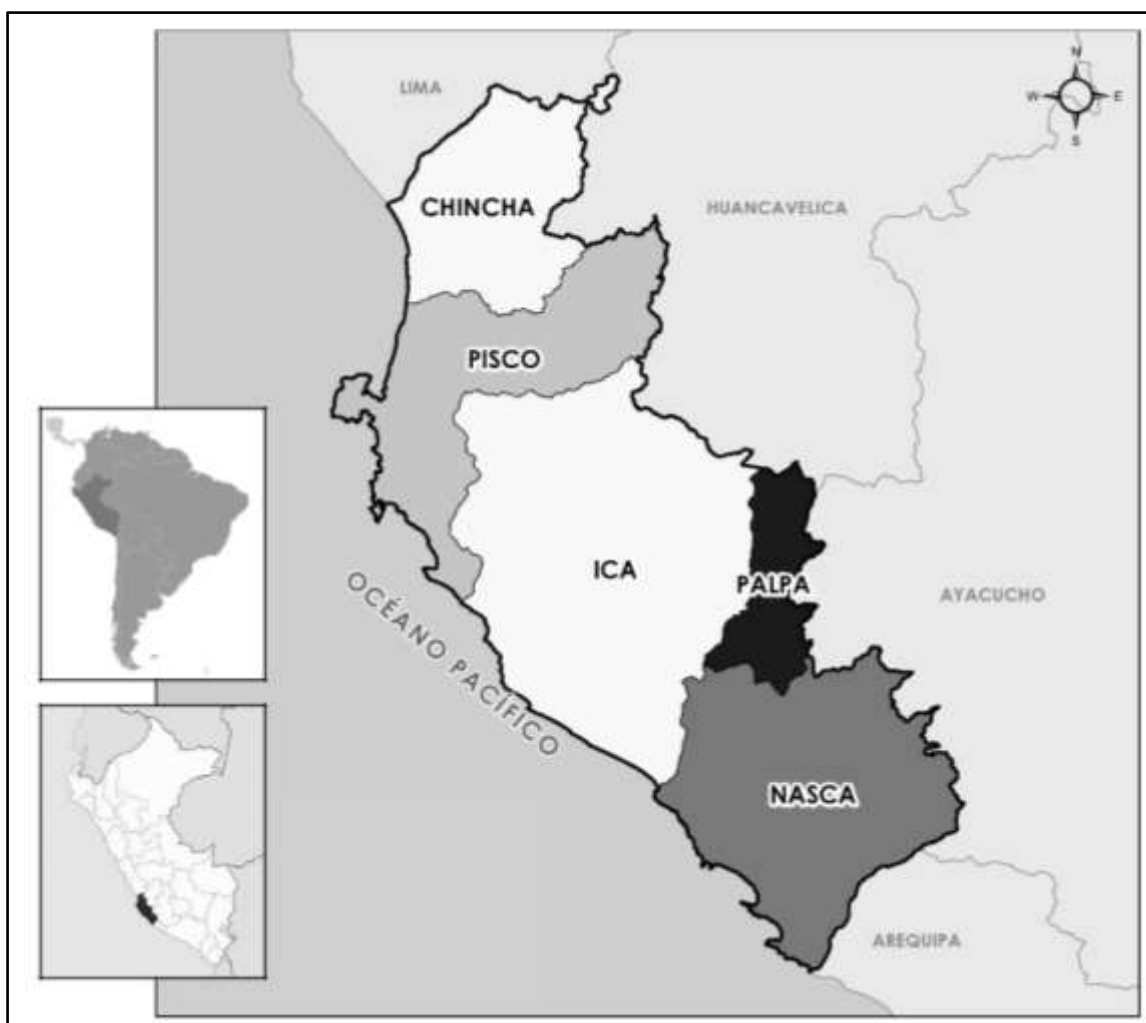 LIMA
N
W
E
S
CHINCHA
HUANCAVELICA
PISCO
ICA
PALPA
AYACUCHO
OCÉANO PACÍFICO
NASCA
AREQUIPA